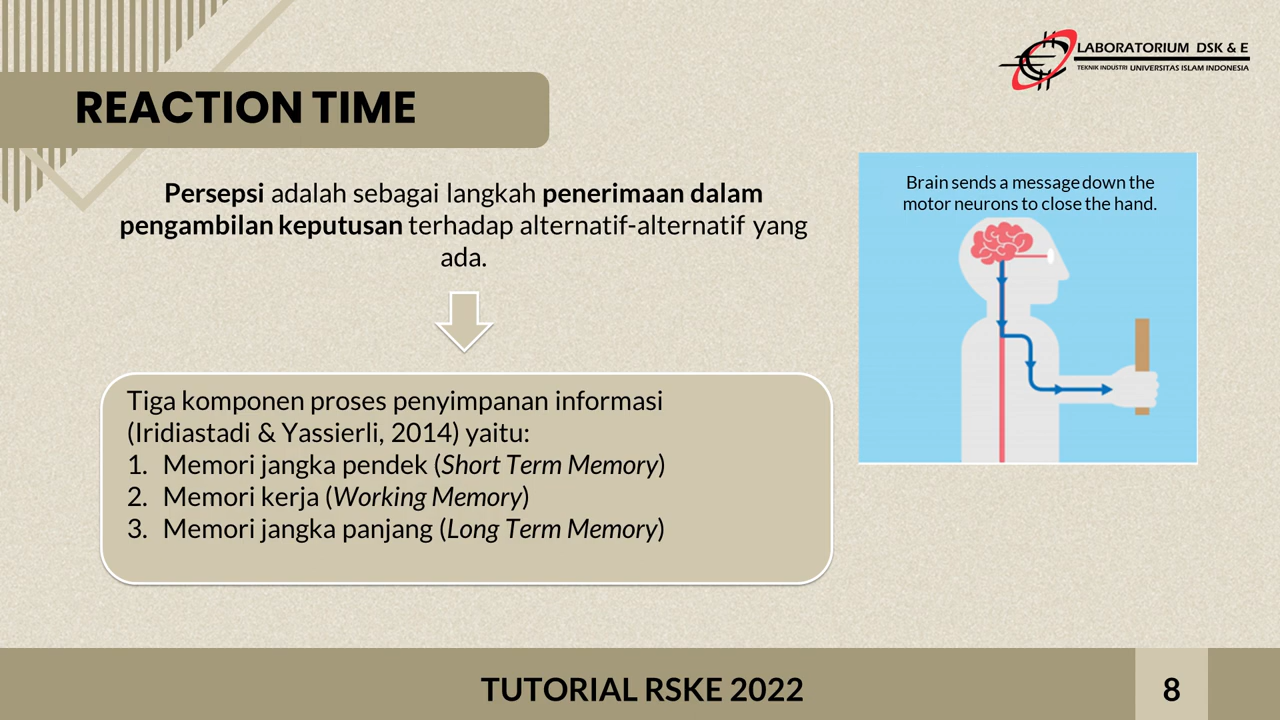 LABORATORIUM DSK & E
TEKNIK INDUSTRI UNIVERSITAS ISLAM INDONESIA
REACTION TIME
Persepsi adalah sebagai langkah penerimaan dalam
pengambilan keputusan terhadap alternatif-alternatif yang
ada.
Brain sends a message down the
motor neurons to close the hand.
Tiga komponen proses penyimpanan informasi
(Iridiastadi & Yassierli, 2014) yaitu:
1. Memori jangka pendek (Short Term Memory)
2. Memori kerja (Working Memory)
3. Memori jangka panjang (Long Term Memory)
TUTORIAL RSKE 2022
8